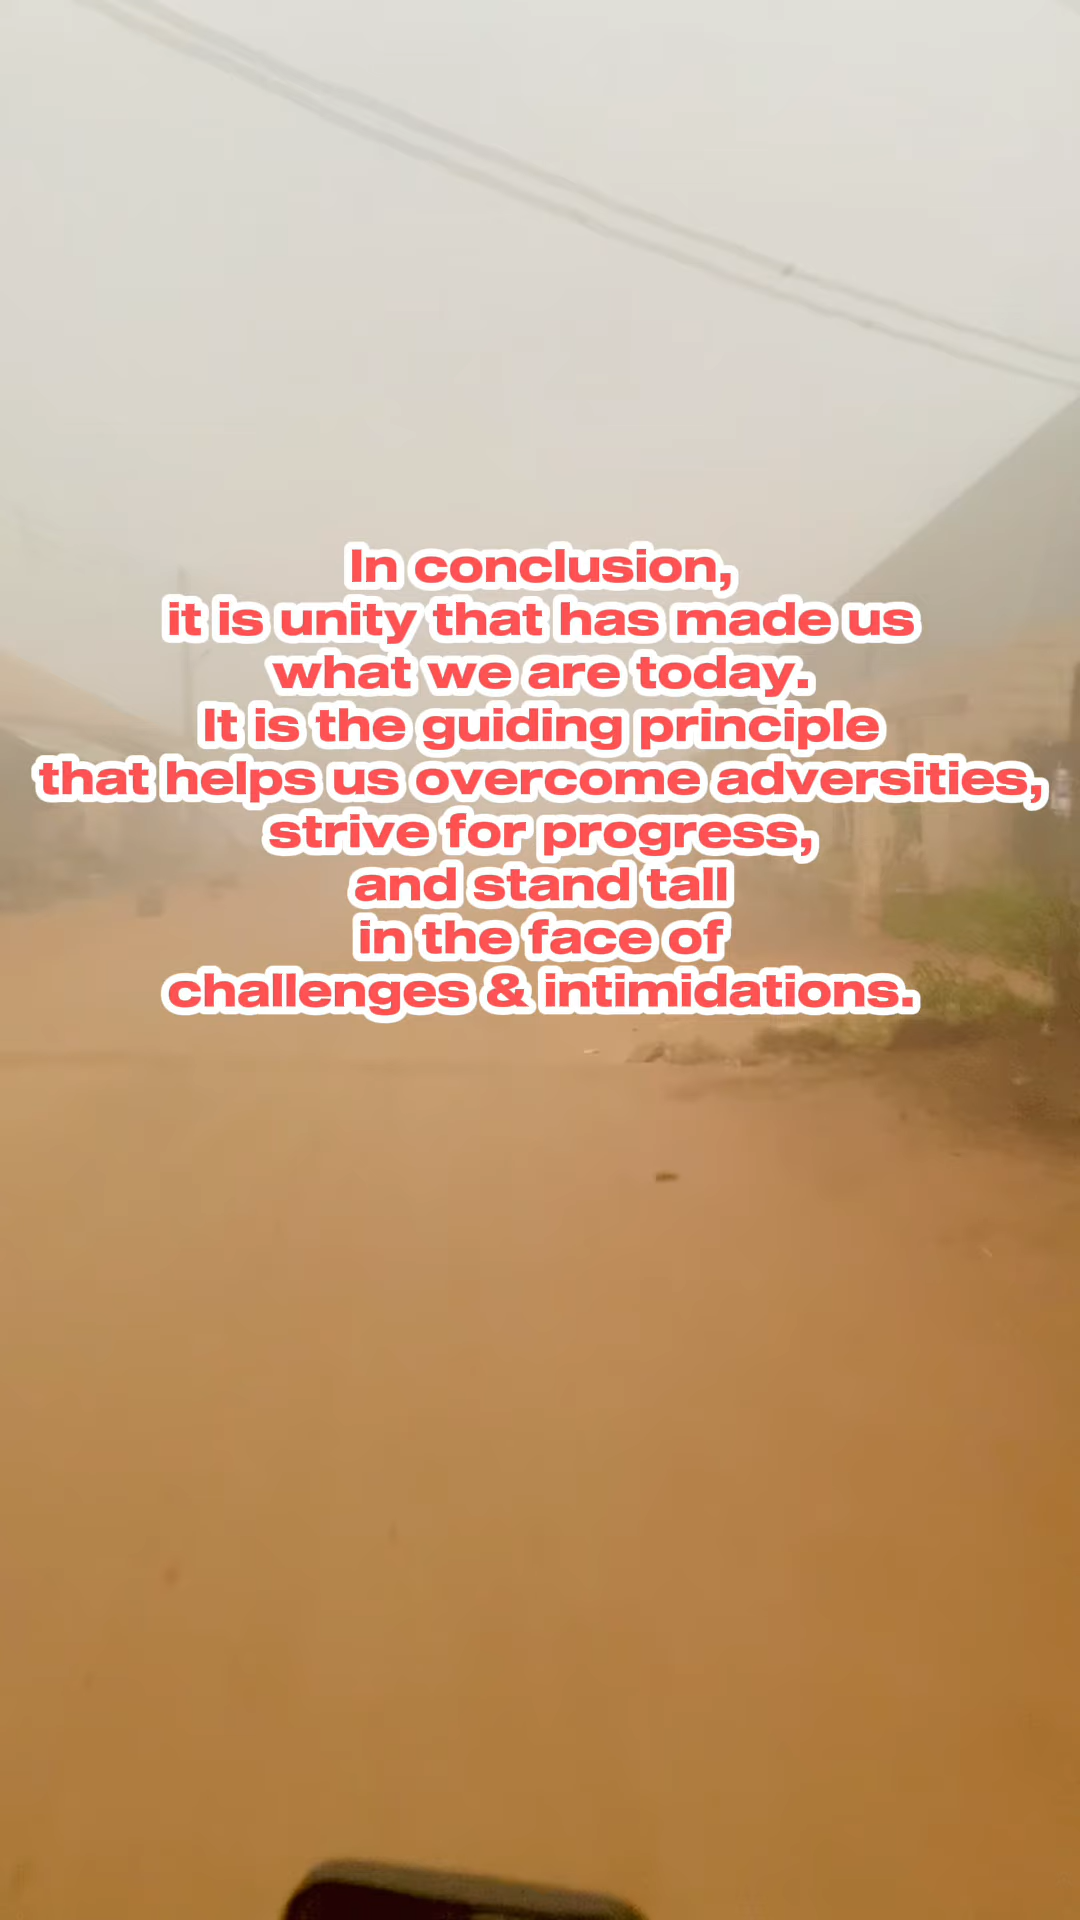 In conclusion,
it is unity that has made us
what we are today.
It is the guiding principle
that helps us overcome adversities,
strive for progress,
and stand tall
in the face of
challenges & intimidations.